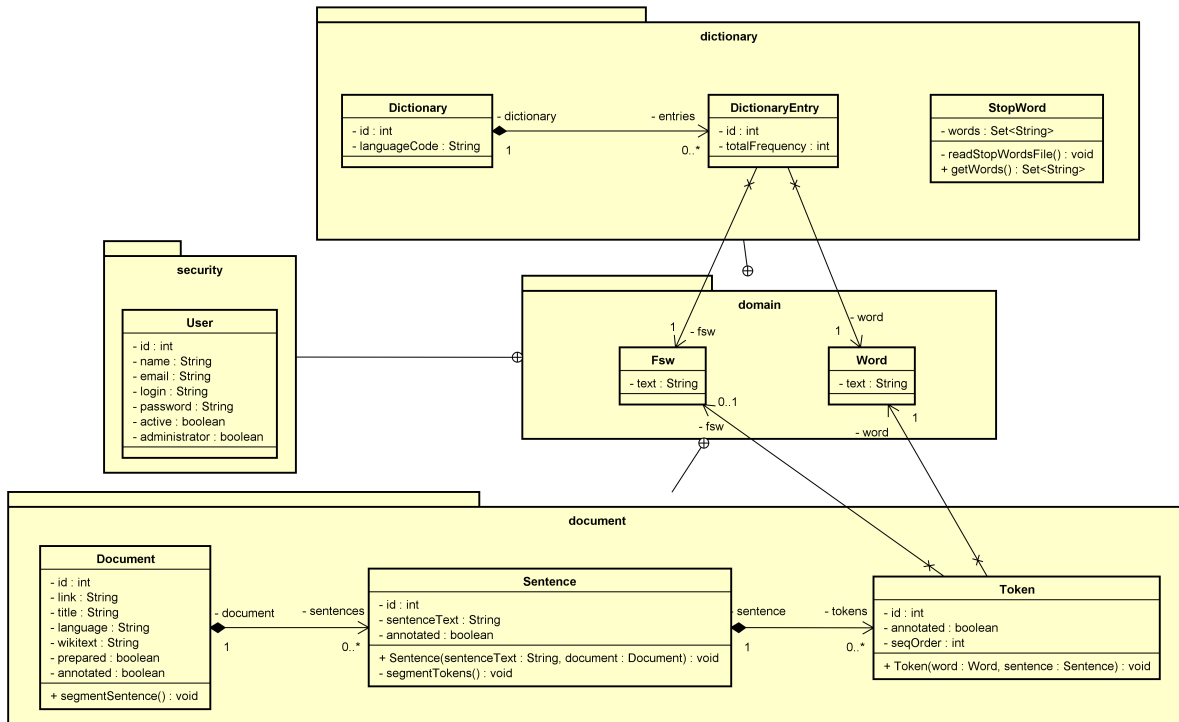 dictionary
Dictionary
- id : int
- languageCode : String
- dictionary
1
- entries
0..*
DictionaryEntry
- id : int
- totalFrequency : int
StopWord
- words : Set<String>
- readStopWordsFile() : void
+ getWords() : Set<String>
security
User
- id : int
- name : String
- email : String
- login : String
- password : String
- active : boolean
- administrator : boolean
domain
1
- fsw
1
- word
Fsw
- text : String
Word
- text : String
0..1
- fsw
1
- word
document
Document
- id : int
- link : String
- title : String
- language : String
- wikitext : String
- prepared : boolean
- annotated : boolean
+ segmentSentence() : void
- document
1
- sentences
0..*
Sentence
- id : int
- sentenceText : String
- annotated : boolean
+ Sentence(sentenceText : String, document : Document) : void
- segmentTokens() : void
sentence
1
- tokens
0..*
Token
- id : int
- annotated : boolean
- seqOrder : int
+ Token(word : Word, sentence : Sentence) : void